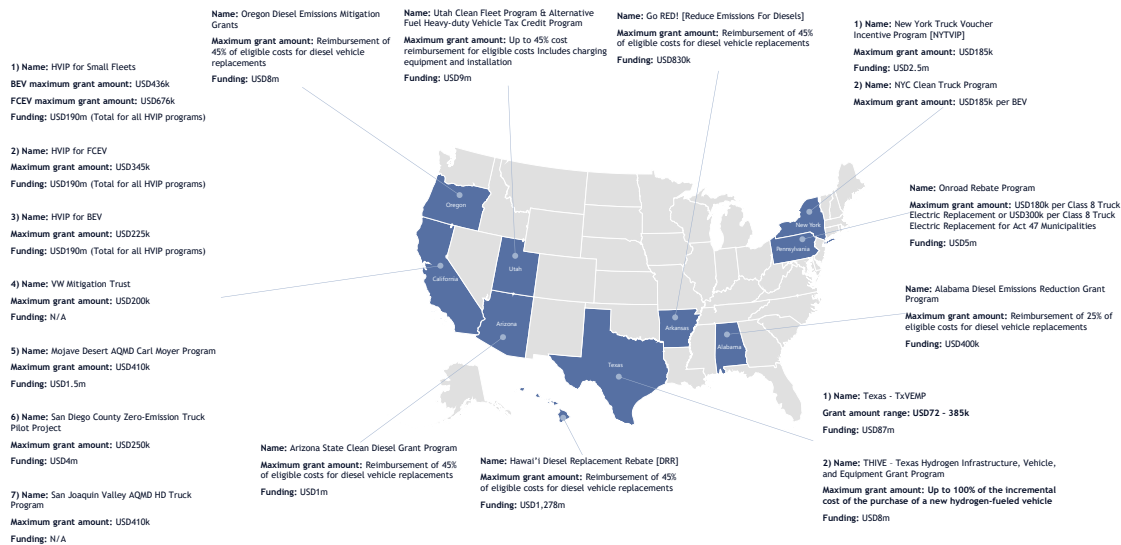 1) Name: HVIP for Small Fleets
BEV maximum grant amount: USD436k
FCEV maximum grant amount: USD676k
Funding: USD190m (Total for all HVIP programs)
2) Name: HVIP for FCEV
Maximum grant amount: USD345k
Funding: USD190m (Total for all HVIP programs)
3) Name: HVIP for BEV
Maximum grant amount: USD225k
Funding: USD190m (Total for all HVIP programs)
4) Name: VW Mitigation Trust
Maximum grant amount: USD200k
Funding: N/A
5) Name: Mojave Desert AQMD Carl Moyer Program
Maximum grant amount: USD410k
Funding: USD1.5m
6) Name: San Diego County Zero-Emission Truck
Pilot Project
Maximum grant amount: USD250k
Funding: USD4m
7) Name: San Joaquin Valley AQMD HD Truck
Program
Maximum grant amount: USD410k
Funding: N/A
Name: Oregon Diesel Emissions Mitigation
Grants
Maximum grant amount: Reimbursement of
45% of eligible costs for diesel vehicle
replacements
Funding: USD8m
Name: Utah Clean Fleet Program & Alternative
Fuel Heavy-duty Vehicle Tax Credit Program
Maximum grant amount: Up to 45% cost
reimbursement for eligible costs Includes charging
equipment and installation
Funding: USD9m
Name: Go RED! [Reduce Emissions For Diesels]
Maximum grant amount: Reimbursement of 45%
of eligible costs for diesel vehicle replacements
Funding: USD830k
1) Name: New York Truck Voucher
Incentive Program [NYTVIP]
Maximum grant amount: USD185k
Funding: USD2.5m
2) Name: NYC Clean Truck Program
Maximum grant amount: USD185k per BEV
Name: Onroad Rebate Program
Maximum grant amount: USD180k per Class 8 Truck
Electric Replacement or USD300k per Class 8 Truck
Electric Replacement for Act 47 Municipalities
Funding: USD5m
Name: Alabama Diesel Emissions Reduction Grant
Program
Maximum grant amount: Reimbursement of 25% of
eligible costs for diesel vehicle replacements
Funding: USD400k
Oregon
New York
Pennsylvania
Utah
California
Arizona
Arkansas
Alabama
Texas
Name: Arizona State Clean Diesel Grant Program
Maximum grant amount: Reimbursement of 45%
of eligible costs for diesel vehicle replacements
Funding: USD1m
Name: Hawai'i Diesel Replacement Rebate [DRR]
Maximum grant amount: Reimbursement of 45%
of eligible costs for diesel vehicle replacements
Funding: USD1,278m
1) Name: Texas - TxVEMP
Grant amount range: USD72 - 385k
Funding: USD87m
2) Name: THIVE - Texas Hydrogen Infrastructure, Vehicle,
and Equipment Grant Program
Maximum grant amount: Up to 100% of the incremental
cost of the purchase of a new hydrogen-fueled vehicle
Funding: USD8m